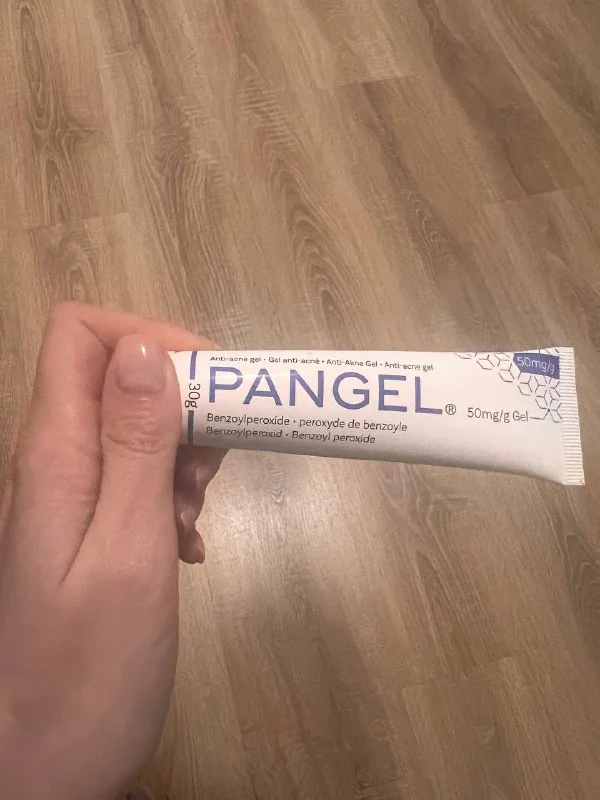 Anti-acne gel • Gel anti-acné • Anti-Akne Gel • Anti-acne gel
50mg/g
30g
PANGEL® 50mg/g Gel
Benzoylperoxide • peroxyde de benzoyle
Benzoylperoxid • Benzoyl peroxide